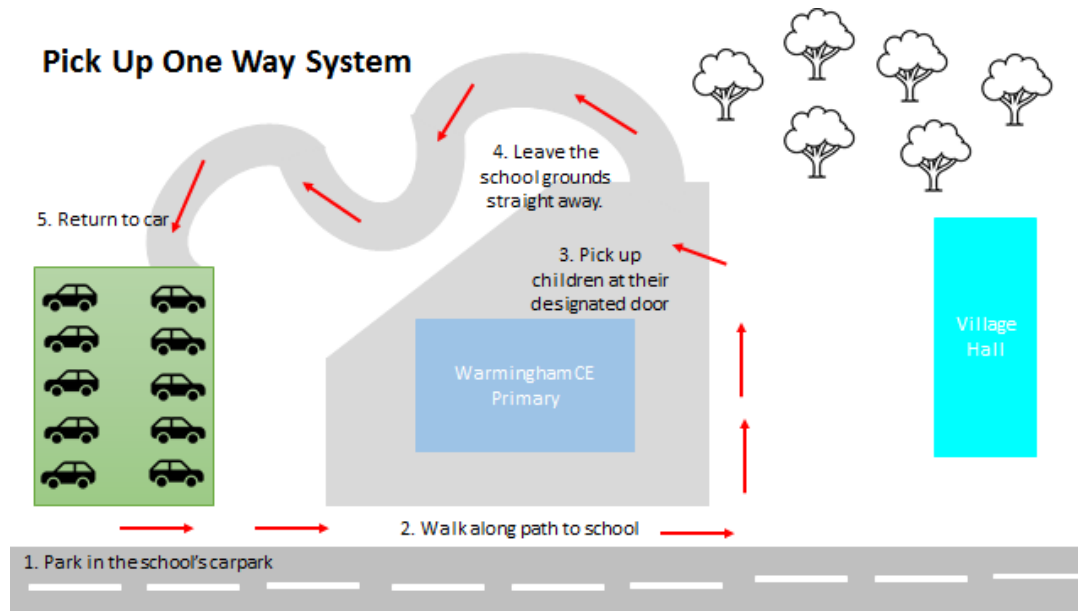 Pick Up One Way System
4. Leave the
school grounds
straight away.
5. Return to car
3. Pick up
children at their
designated door
Village
Hall
Warmingham CE
Primary
2. Walk along path to school
1. Park in the school's carpark